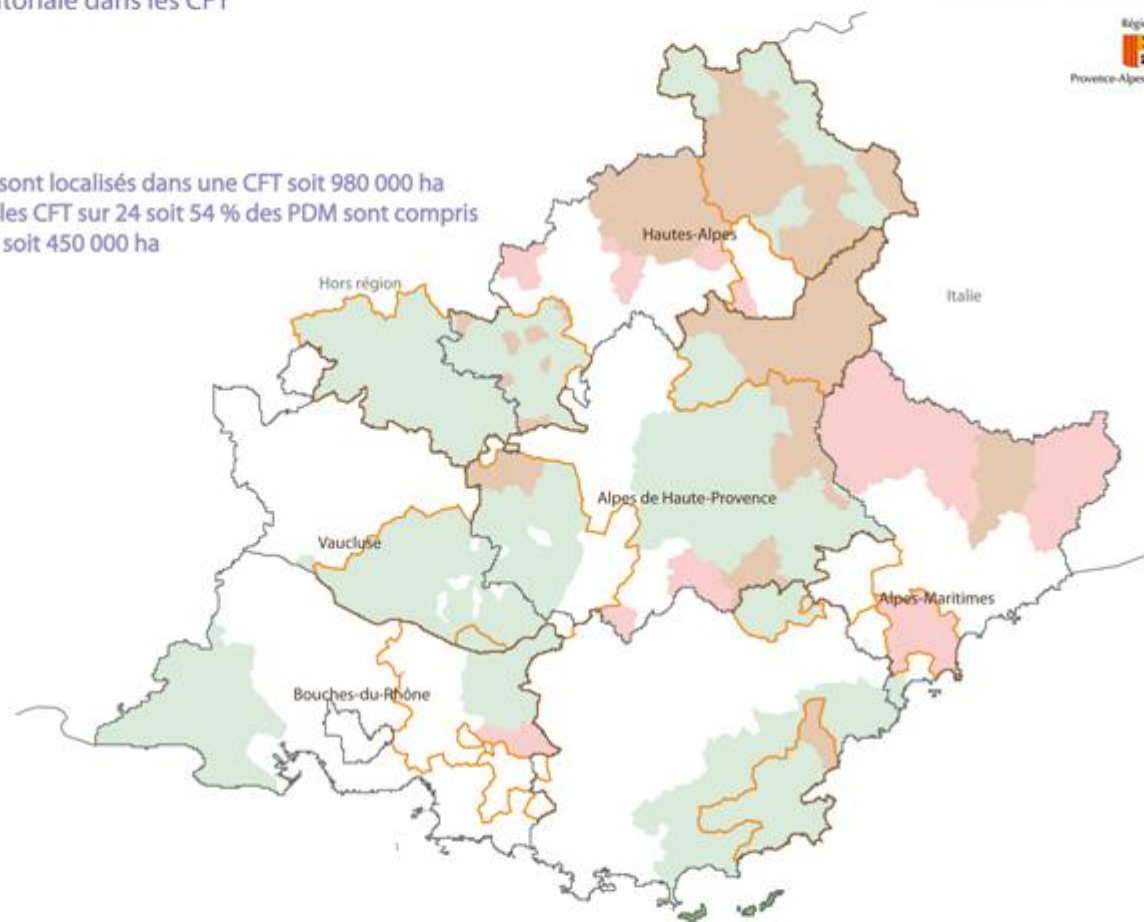 itoriale dans les CFT
Régi
Provence-Alpes
sont localisés dans une CFT soit 980 000 ha
les CFT sur 24 soit 54 % des PDM sont compris
soit 450 000 ha
Hautes-Alpes
Hors région
Italie
Alpes de Haute-Provence
Vaucluse
Alpes-Maritimes
Bouches-du-Rhône